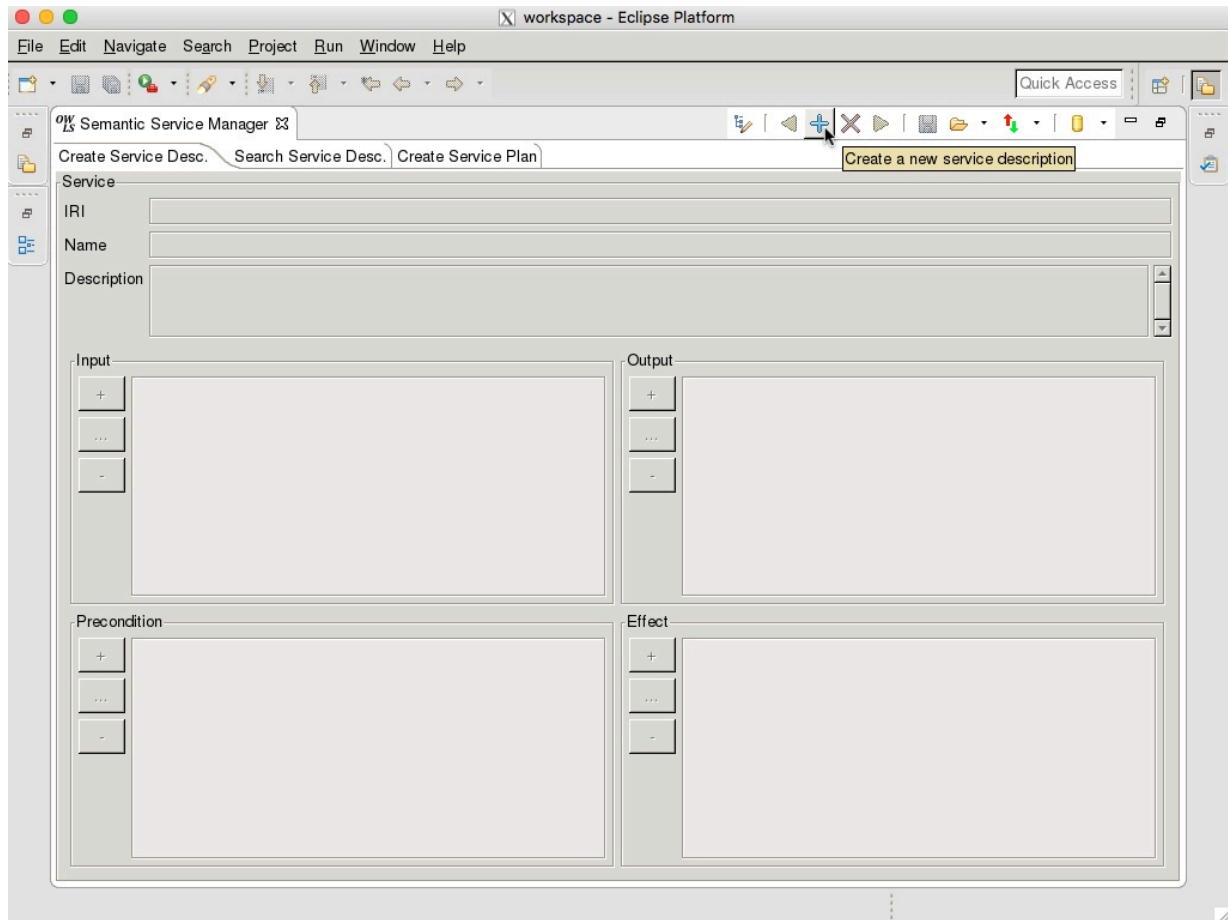 workspace - Eclipse Platform
File Edit Navigate Search Project Run Window Help
Quick Access
OWLS Semantic Service Manager
Create Service Desc. Search Service Desc. Create Service Plan
Create a new service description
Service
IRI
Name
Description
Input Output
+ +
... ...
- -
Precondition Effect
+ +
... ...
- -